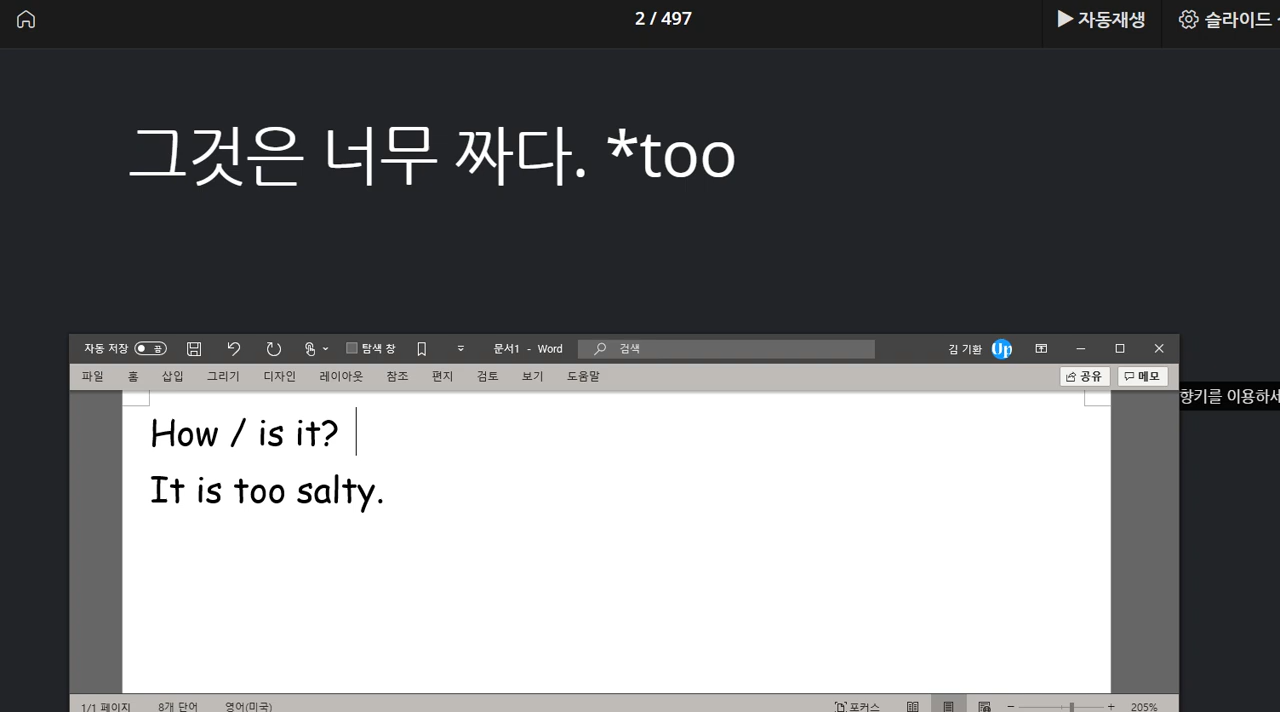 2 / 497
자동재생
슬라이드
그것은 너무 짜다. *too
자동 저장 끔
탐색 창
문서1 - Word
검색
김 기환
Up
파일 홈 삽입 그리기 디자인 레이아웃 참조 편지 검토 보기 도움말
공유
메모
향키를 이용하세
How / is it?
It is too salty.
1/1 페이지 8개 단어 영어(미국)
포커스
205%